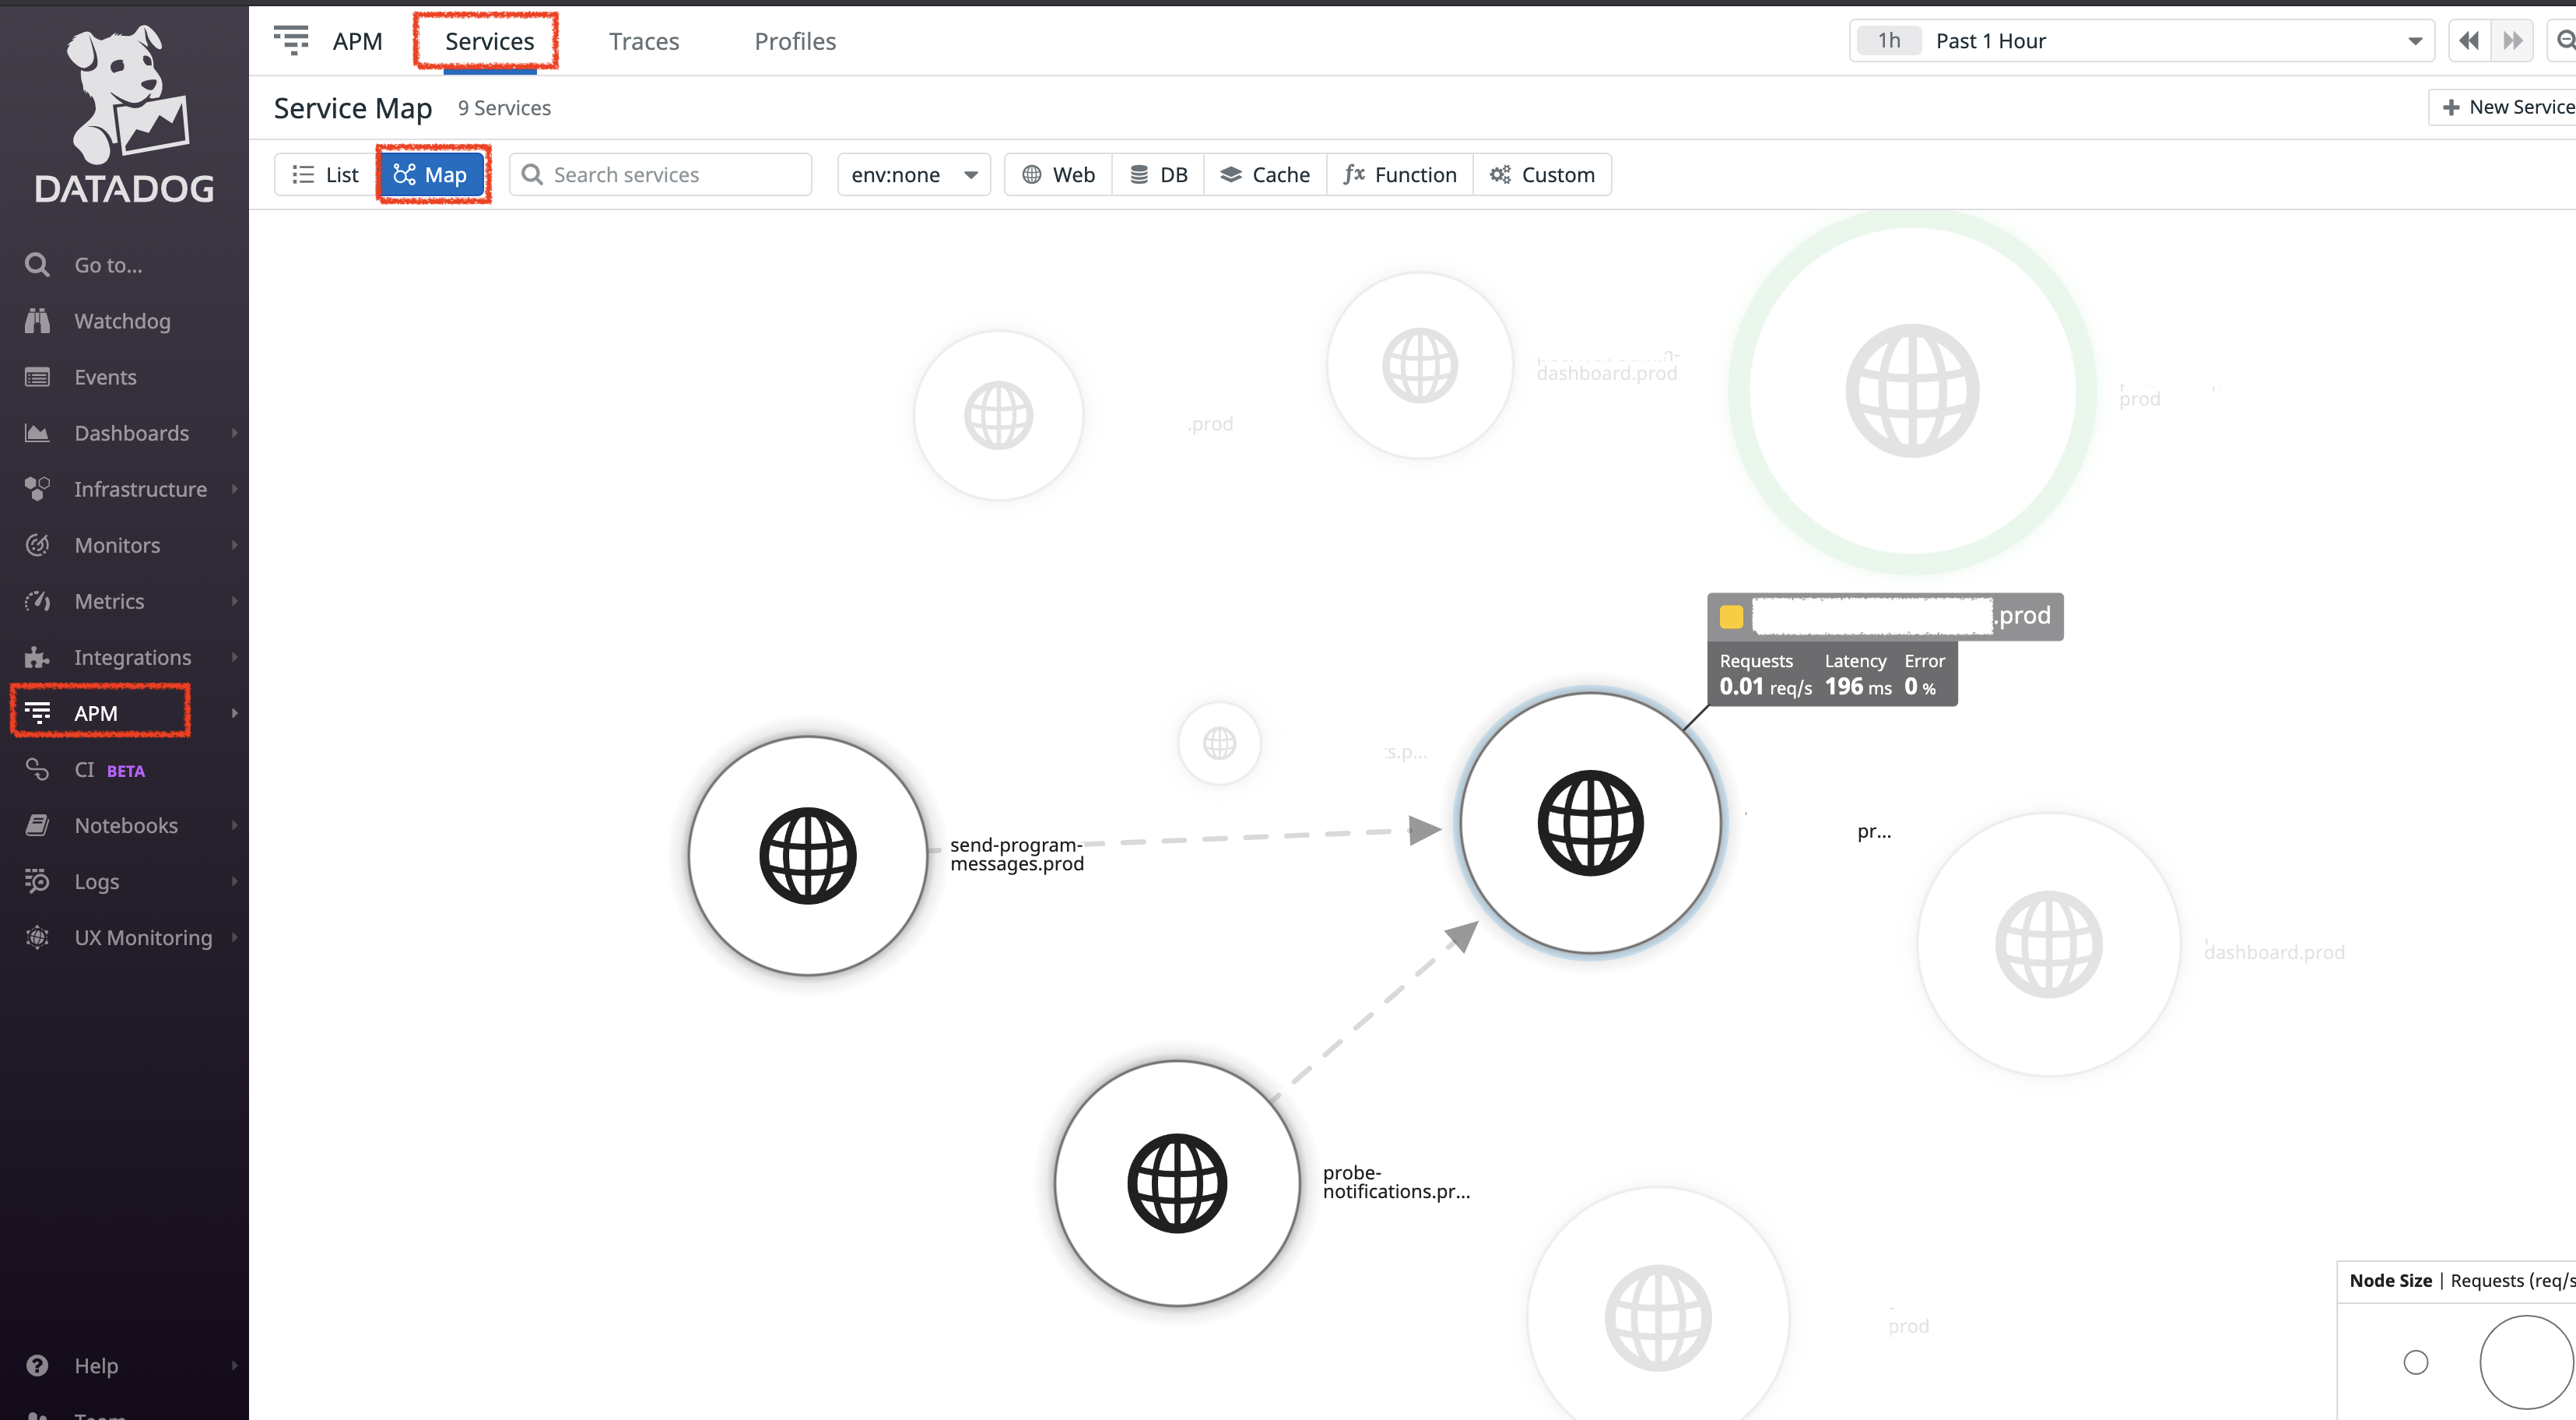 APM
Services
Traces
Profiles
1h Past 1 Hour
Service Map 9 Services
New Service
List
Map
Search services
env:none
Web
DB
Cache
Function
Custom
DATADOG
Go to...
Watchdog
Events
Dashboards
Infrastructure
Monitors
Metrics
Integrations
APM
CI BETA
Notebooks
Logs
UX Monitoring
Help
.prod
dashboard.prod
prod
.prod
Requests Latency Error
0.01 req/s 196 ms 0 %
s.p...
send-program-
messages.prod
pr...
dashboard.prod
probe-
notifications.pr...
prod
Node Size | Requests (req/s